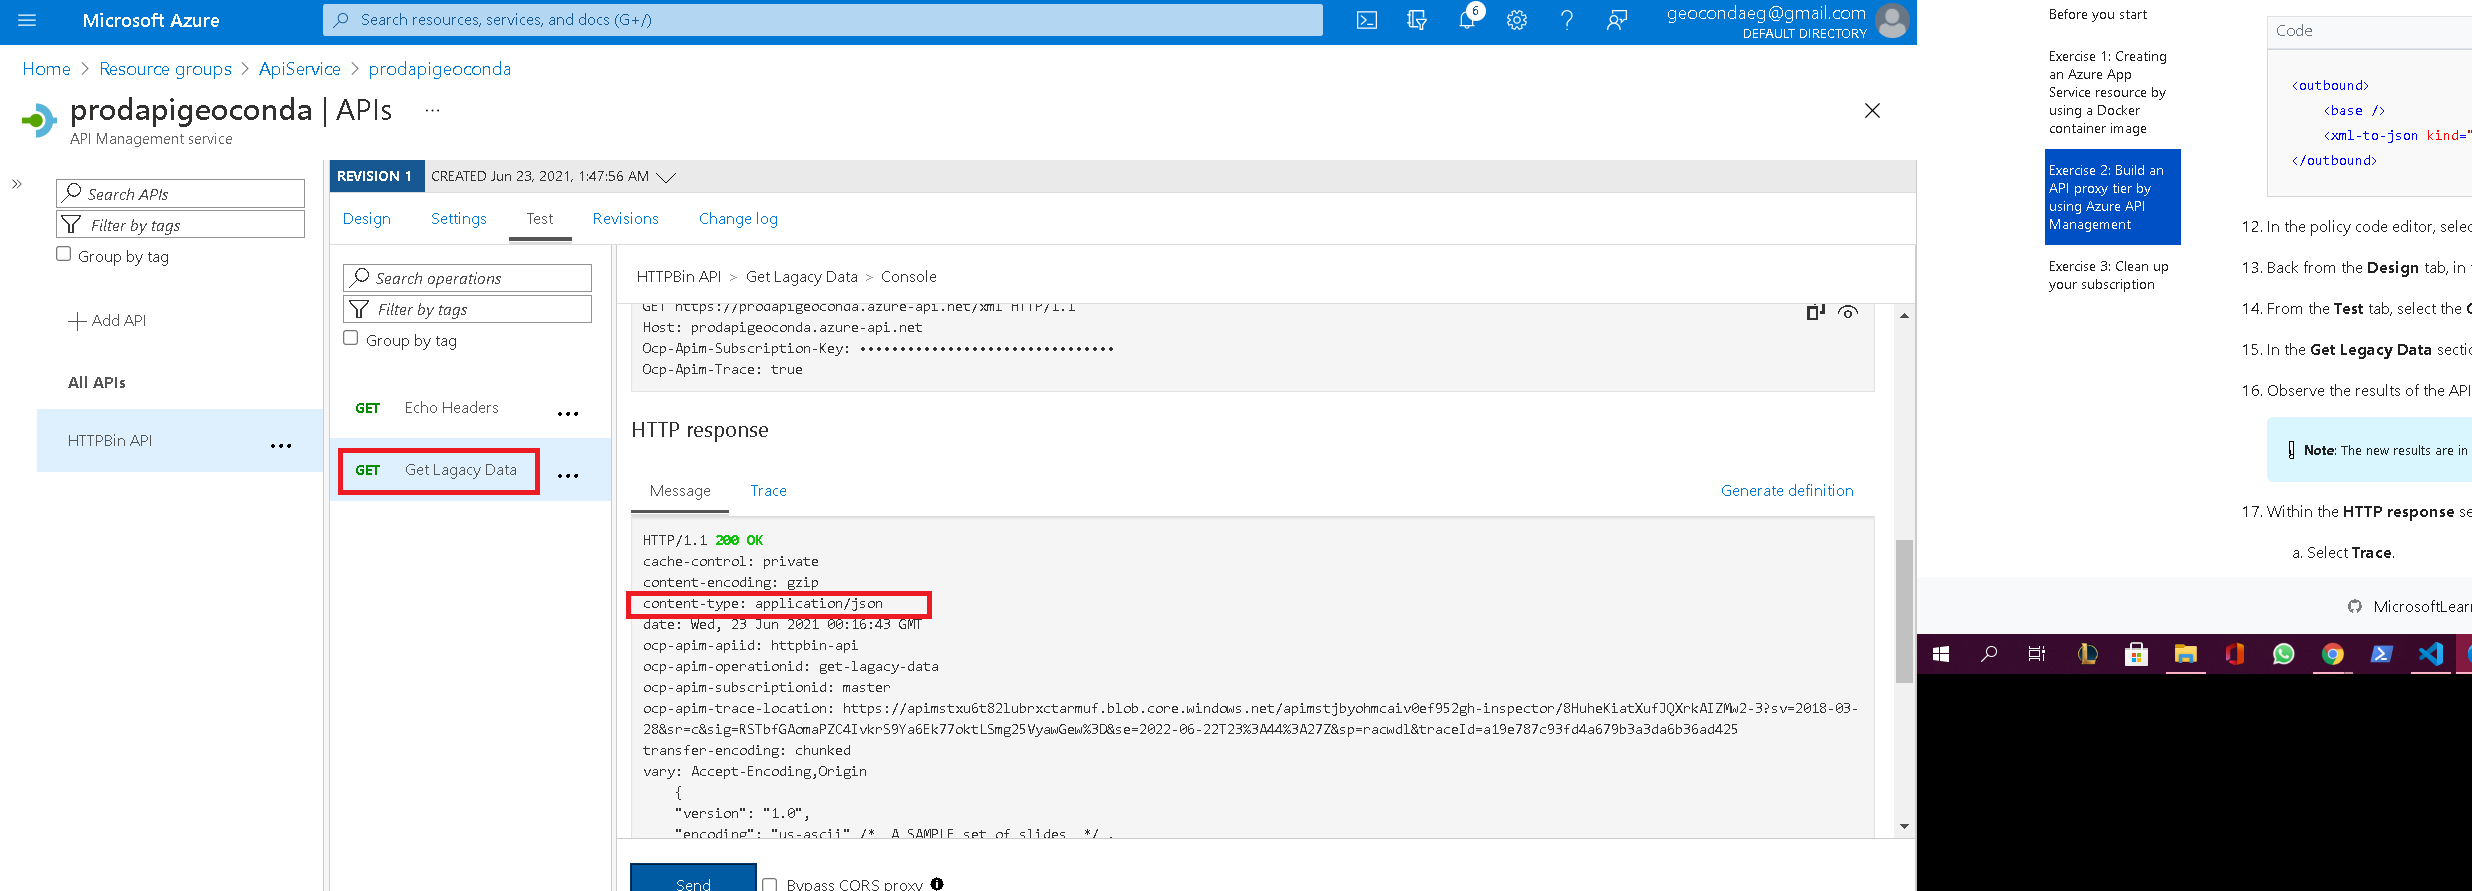 Microsoft Azure
Search resources, services, and docs (G+/)
6
geocondaeg@gmail.com
DEFAULT DIRECTORY
Home > Resource groups > ApiService > prodapigeoconda
prodapigeoconda | APIs ...
API Management service
»
Search APIs
Filter by tags
Group by tag
+ Add API
All APIs
HTTPBin API ...
REVISION 1 CREATED Jun 23, 2021, 1:47:56 AM
Design Settings Test Revisions Change log
Search operations
Filter by tags
Group by tag
GET Echo Headers ...
GET Get Lagacy Data ...
HTTPBin API > Get Lagacy Data > Console
GET https://prodapigeoconda.azure-api.net/xml HTTP/1.1
Host: prodapigeoconda.azure-api.net
Ocp-Apim-Subscription-Key: ••••••••••••••••••••••••••••••••
Ocp-Apim-Trace: true
HTTP response
Message Trace Generate definition
HTTP/1.1 200 OK
cache-control: private
content-encoding: gzip
content-type: application/json
date: Wed, 23 Jun 2021 00:16:43 GMT
ocp-apim-apiid: httpbin-api
ocp-apim-operationid: get-lagacy-data
ocp-apim-subscriptionid: master
ocp-apim-trace-location: https://apimstxu6t82lubrxctarmuf.blob.core.windows.net/apimstjbyohmcaiv0ef952gh-inspector/8HuheKiatXufJQXrkAIZMw2-3?sv=2018-03-
28&sr=c&sig=RSTbfGAomaPZC4IvkrS9Ya6Ek77oktLSmg25VyawGew%3D&se=2022-06-22T23%3A44%3A27Z&sp=racwdl&traceId=a19e787c93fd4a679b3a3da6b36ad425
transfer-encoding: chunked
vary: Accept-Encoding,Origin
{
"version": "1.0",
"encoding": "us-ascii" /* A SAMPLE set of slides */ ,
Send Bypass CORS proxy
Before you start
Exercise 1: Creating
an Azure App
Service resource by
using a Docker
container image
Exercise 2: Build an
API proxy tier by
using Azure API
Management
Exercise 3: Clean up
your subscription
Code
<outbound>
<base />
<xml-to-json kind="
</outbound>
12. In the policy code editor, selec
13. Back from the Design tab, in
14. From the Test tab, select the
15. In the Get Legacy Data sectio
16. Observe the results of the API
Note: The new results are in
17. Within the HTTP response se
a. Select Trace.
MicrosoftLear